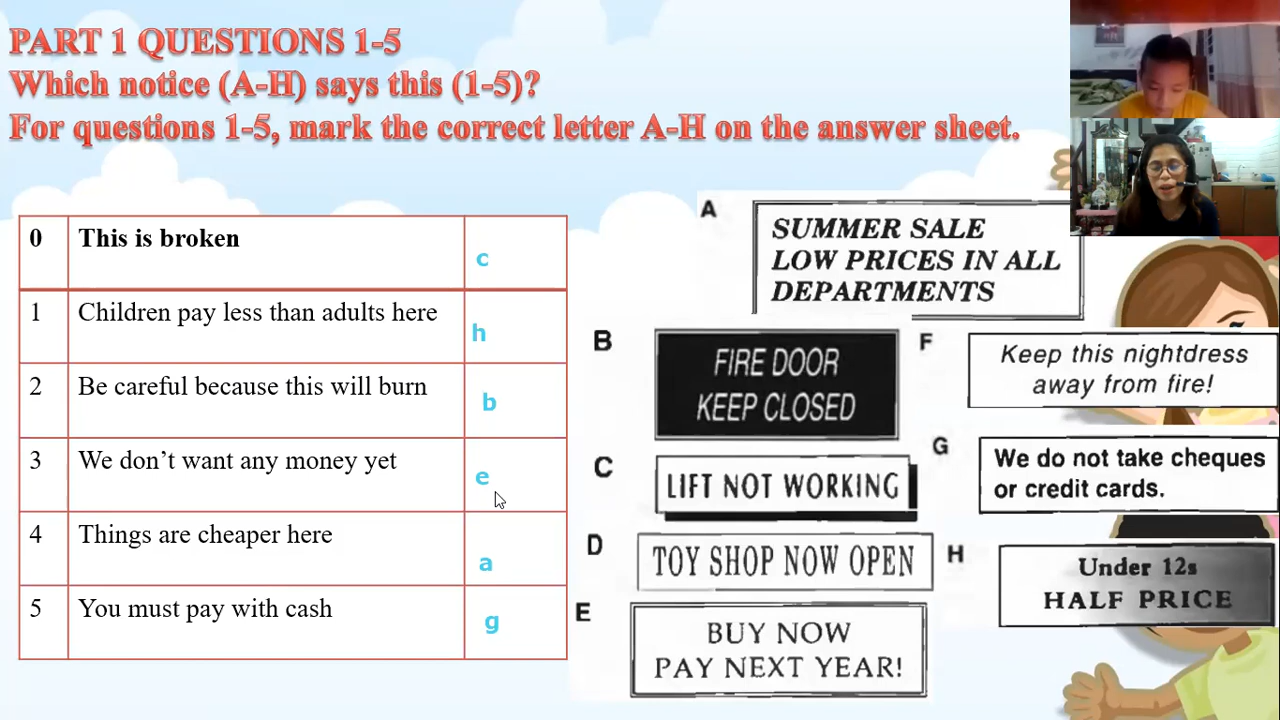 PART 1 QUESTIONS 1-5
Which notice (A-H) says this (1-5)?
For questions 1-5, mark the correct letter A-H on the answer sheet.
0 This is broken c
1 Children pay less than adults here h
2 Be careful because this will burn b
3 We don’t want any money yet e
4 Things are cheaper here a
5 You must pay with cash g
A
SUMMER SALE
LOW PRICES IN ALL
DEPARTMENTS
B
FIRE DOOR
KEEP CLOSED
C
LIFT NOT WORKING
D
TOY SHOP NOW OPEN
E
BUY NOW
PAY NEXT YEAR!
F
Keep this nightdress
away from fire!
G
We do not take cheques
or credit cards.
H
Under 12s
HALF PRICE